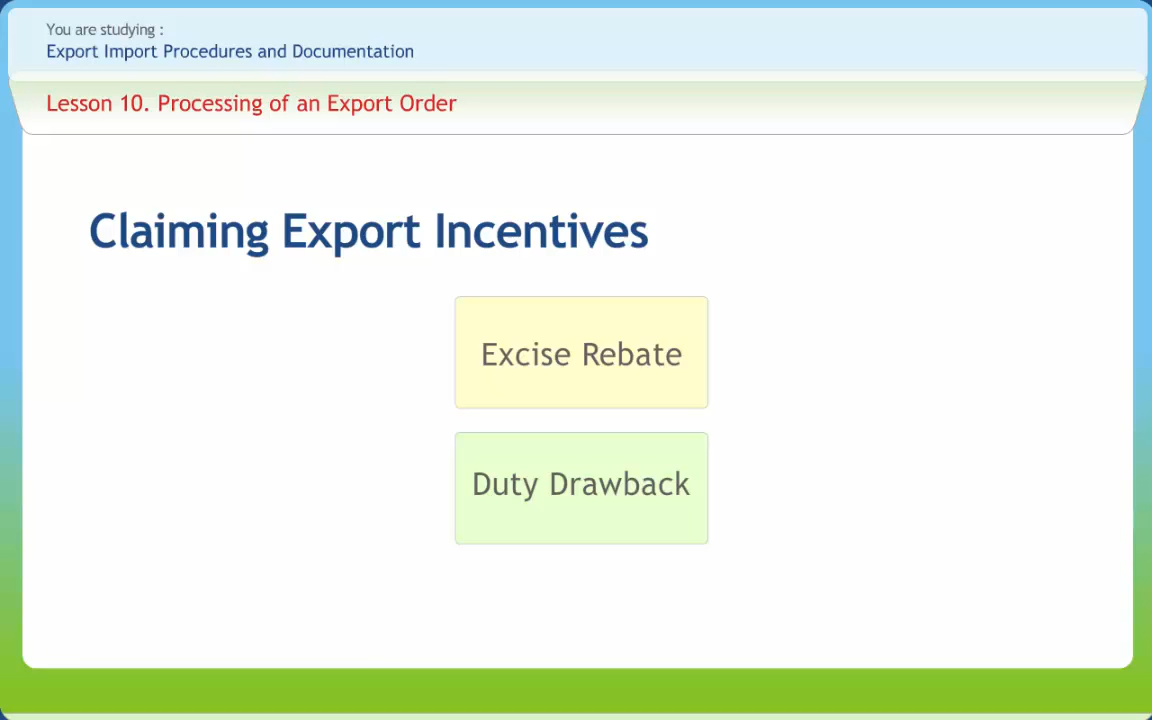 You are studying :
Export Import Procedures and Documentation
Lesson 10. Processing of an Export Order
Claiming Export Incentives
Excise Rebate
Duty Drawback